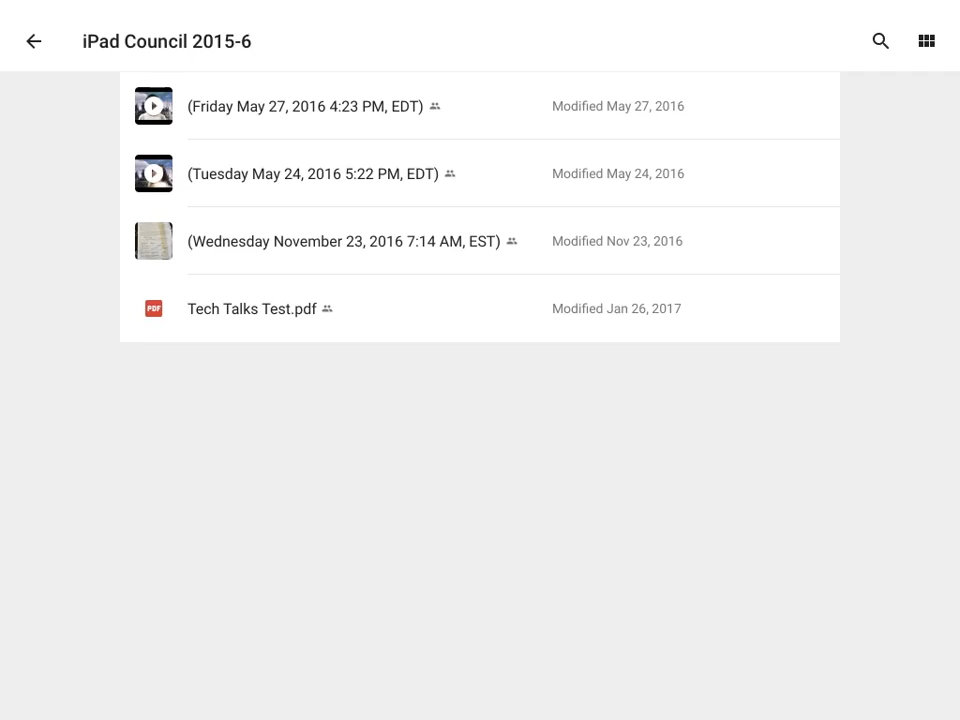 iPad Council 2015-6
(Friday May 27, 2016 4:23 PM, EDT) Modified May 27, 2016
(Tuesday May 24, 2016 5:22 PM, EDT) Modified May 24, 2016
(Wednesday November 23, 2016 7:14 AM, EST) Modified Nov 23, 2016
PDF Tech Talks Test.pdf Modified Jan 26, 2017